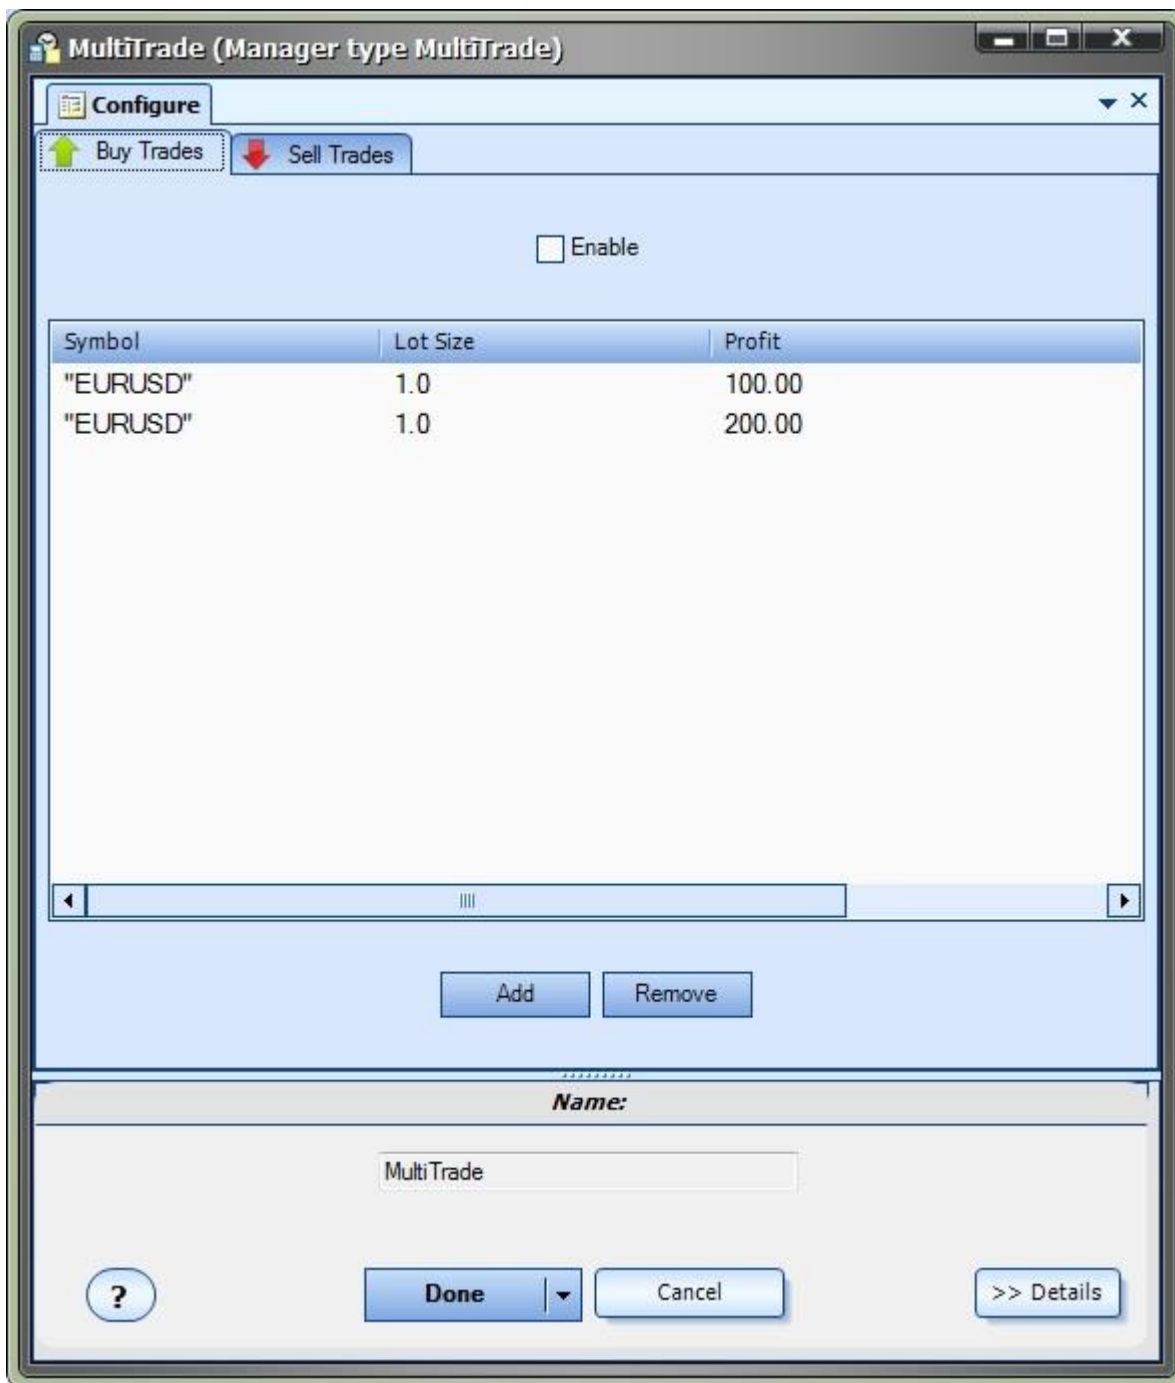 MultiTrade (Manager type MultiTrade)
Configure
Buy Trades Sell Trades
Enable
Symbol Lot Size Profit
"EURUSD" 1.0 100.00
"EURUSD" 1.0 200.00
Add Remove
Name:
MultiTrade
? Done Cancel >> Details